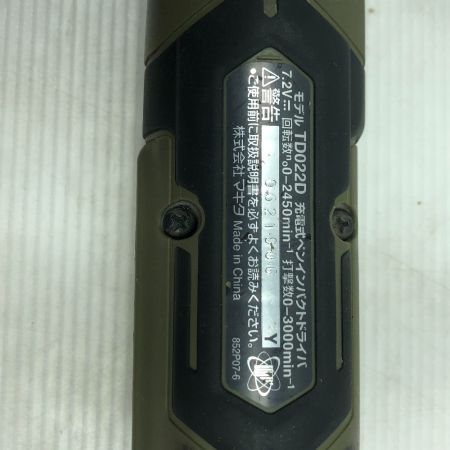 モデル TD022D 充電式ペンインパクトドライバ
7.2V⎓ 回転数n₀0-2450min⁻¹ 打撃数0-3000min⁻¹
⚠警告
●ご使用前に取扱説明書を必ずよくお読みください。
Y
株式会社マキタ Made in China
852P07-6